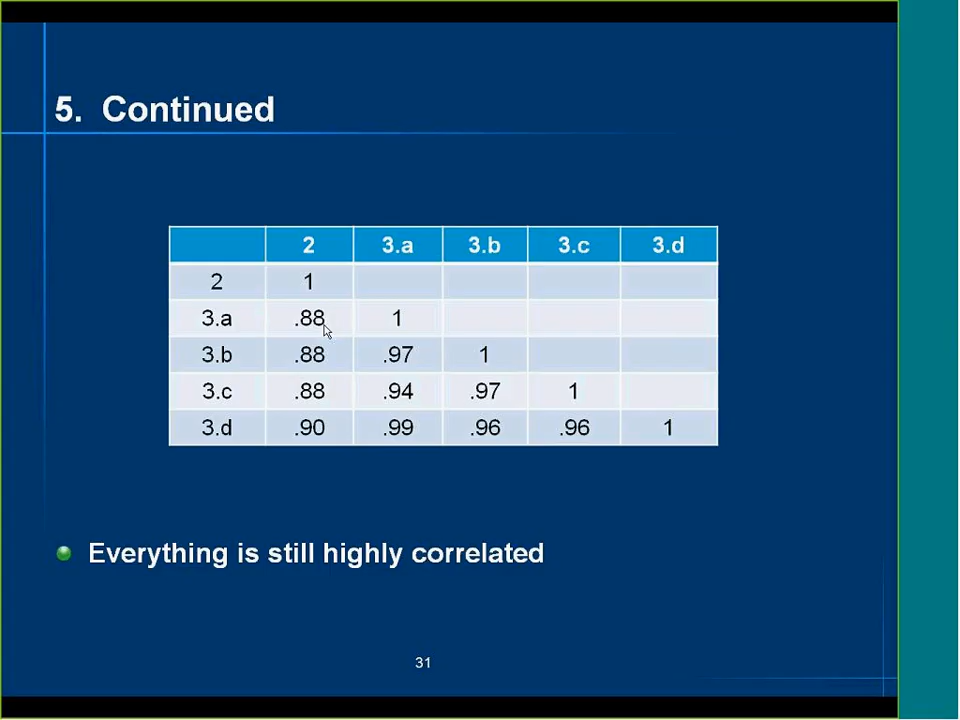 5. Continued
2 3.a 3.b 3.c 3.d
2 1
3.a .88 1
3.b .88 .97 1
3.c .88 .94 .97 1
3.d .90 .99 .96 .96 1
Everything is still highly correlated
31